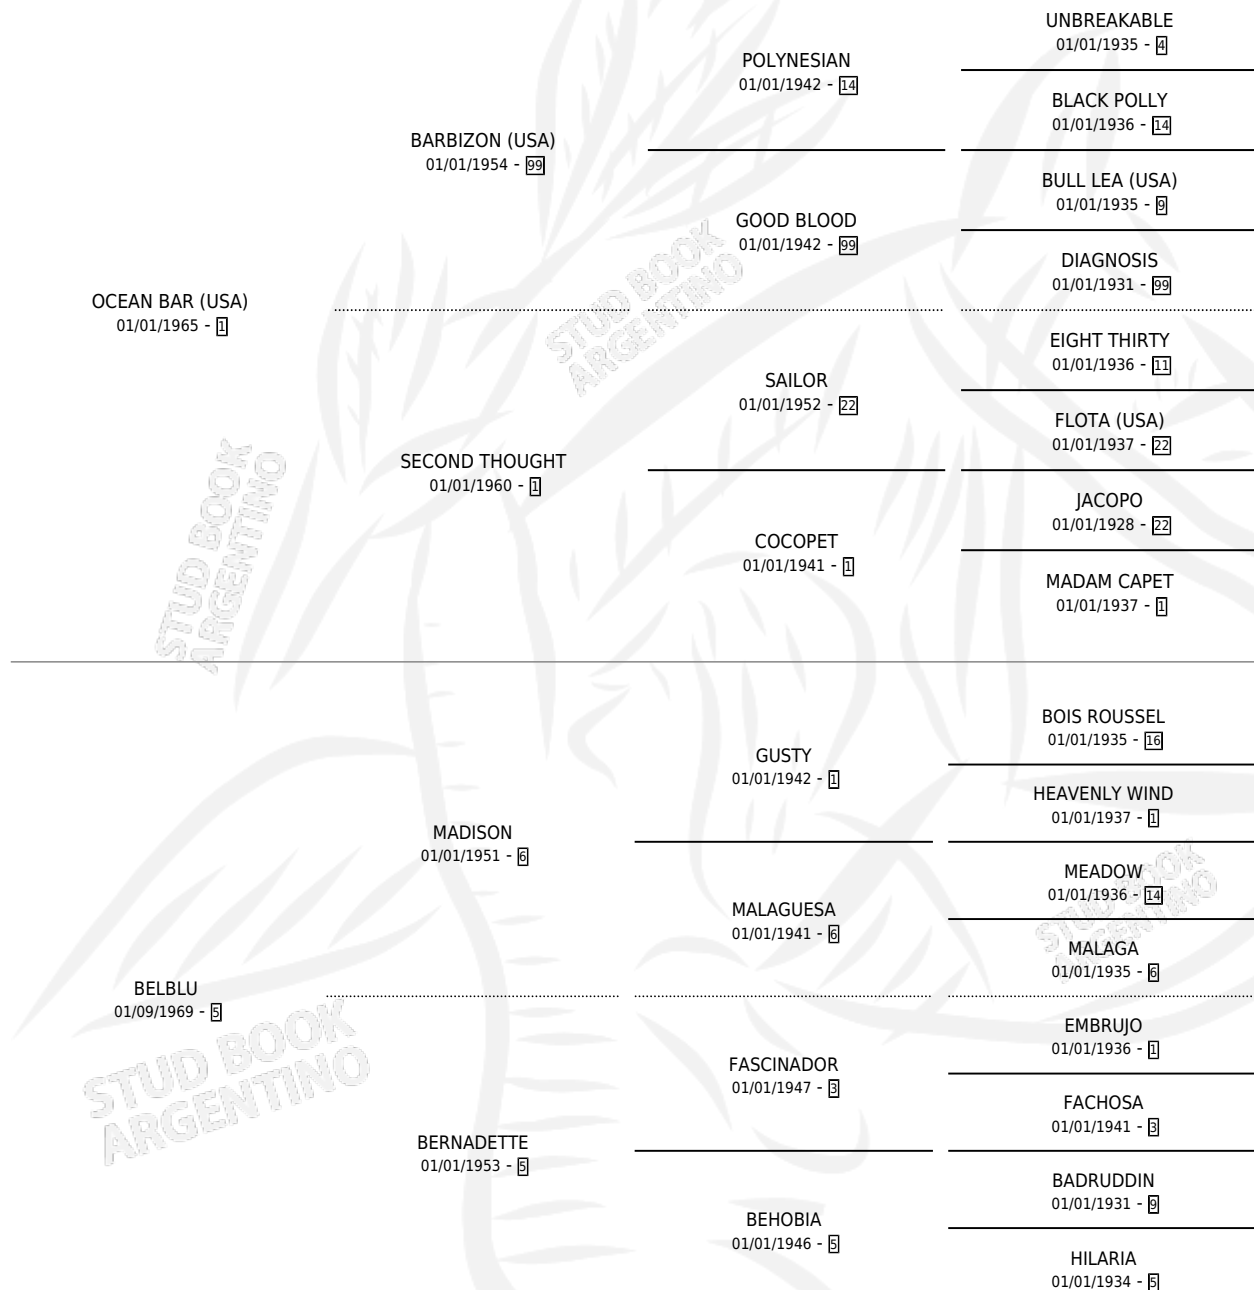 UNBREAKABLE
01/01/1935 - 4
POLYNESIAN
01/01/1942 - 14
BLACK POLLY
01/01/1936 - 14
BARBIZON (USA)
01/01/1954 - 99
BULL LEA (USA)
01/01/1935 - 9
GOOD BLOOD
01/01/1942 - 99
DIAGNOSIS
01/01/1931 - 99
OCEAN BAR (USA)
01/01/1965 - 1
STUD BOOK
ARGENTINO
EIGHT THIRTY
01/01/1936 - 11
SAILOR
01/01/1952 - 22
FLOTA (USA)
01/01/1937 - 22
SECOND THOUGHT
01/01/1960 - 1
JACOPO
01/01/1928 - 22
COCOPET
01/01/1941 - 1
MADAM CAPET
01/01/1937 - 1
STUD BOOK
ARGENTINO
BOIS ROUSSEL
01/01/1935 - 16
GUSTY
01/01/1942 - 1
HEAVENLY WIND
01/01/1937 - 1
MADISON
01/01/1951 - 6
MEADOW
01/01/1936 - 14
MALAGUESA
01/01/1941 - 6
MALAGA
01/01/1935 - 6
STUD BOOK
ARGENTINO
BELBLU
01/09/1969 - 5
EMBRUJO
01/01/1936 - 1
FASCINADOR
01/01/1947 - 3
FACHOSA
01/01/1941 - 3
STUD BOOK
ARGENTINO
BERNADETTE
01/01/1953 - 5
BADRUDDIN
01/01/1931 - 9
BEHOBIA
01/01/1946 - 5
HILARIA
01/01/1934 - 5